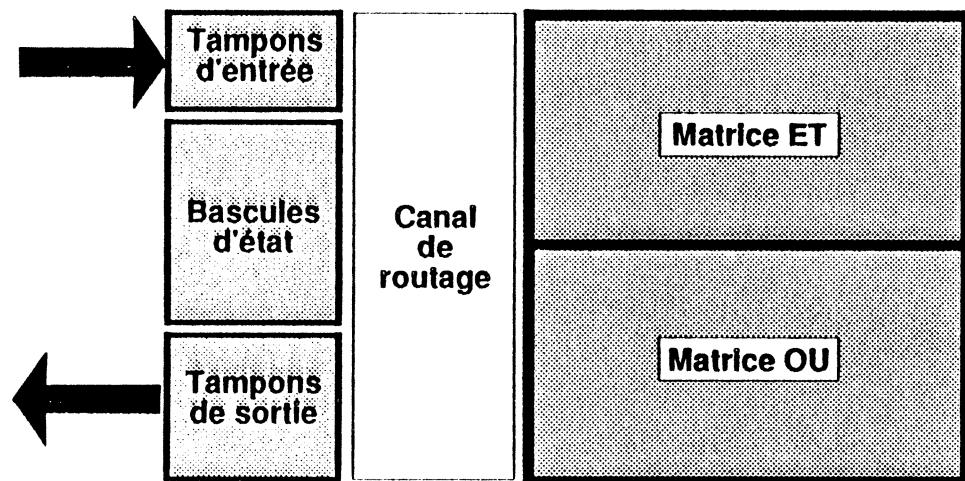 Tampons
d'entrée
Bascules
d'état
Tampons
de sortie
Canal
de
routage
Matrice ET
Matrice OU